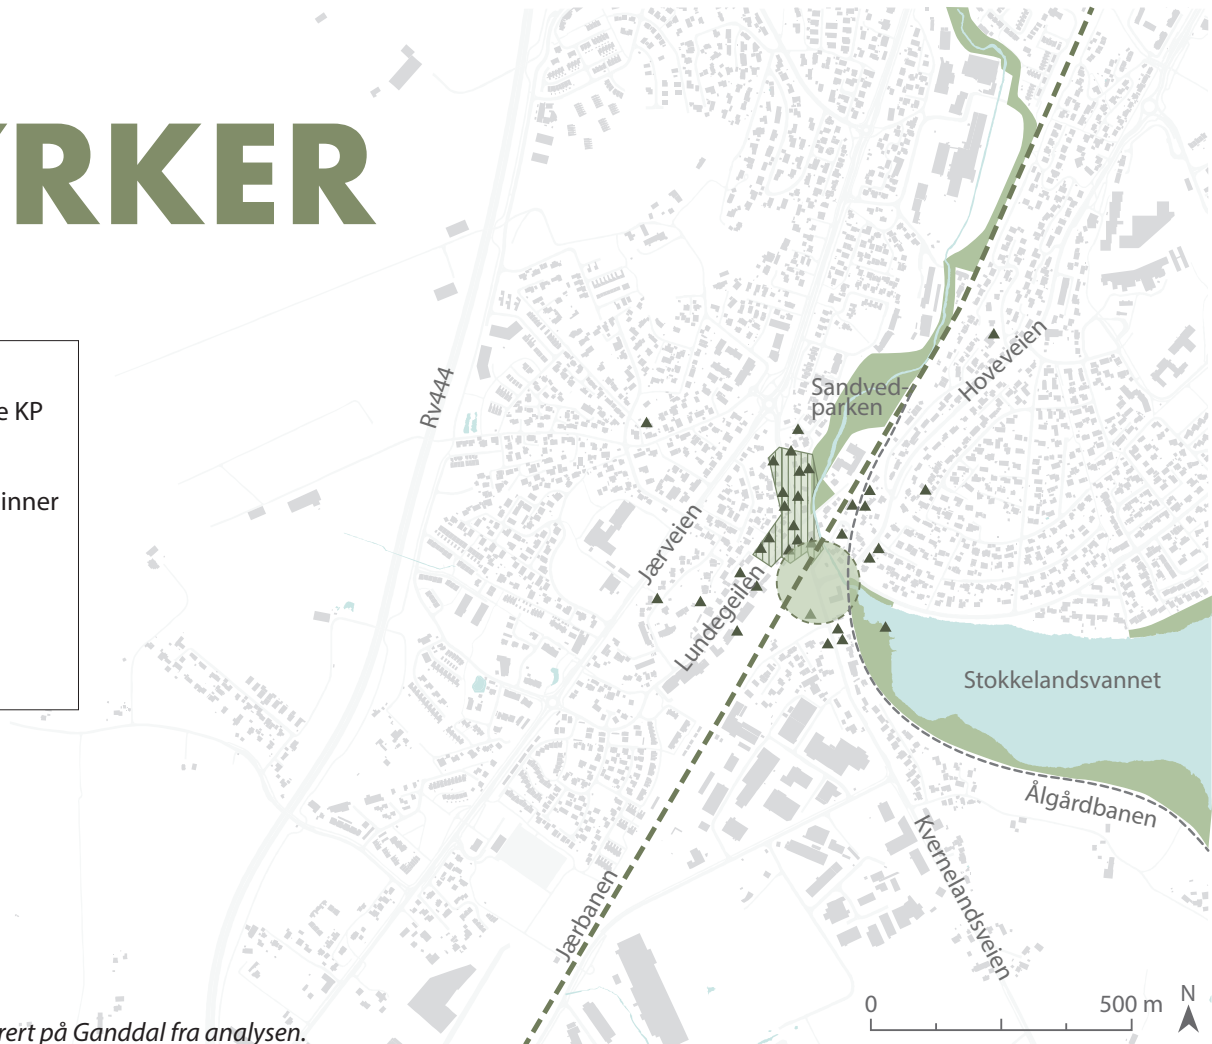 YRKER
e KP
inner
Rv444
Sandved-
parken
Hoveveien
Jærveien
Lundegeilen
Stokkelandsvannet
Ålgårdbanen
Kvernelandsveien
Jærbanen
0 500 m N
rert på Ganddal fra analysen.